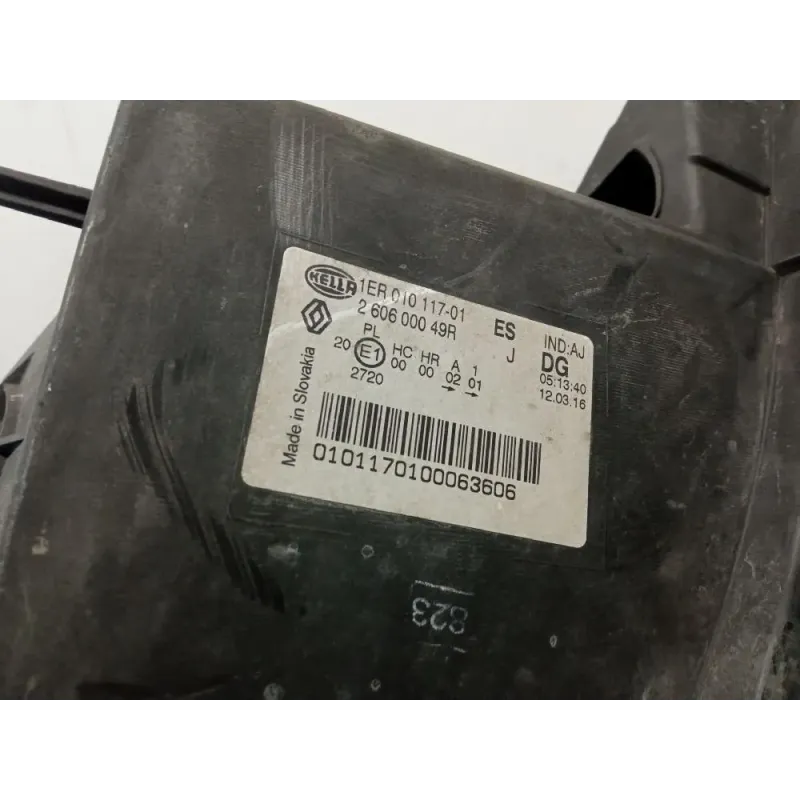 HELLA 1ER 010 117-01
2 606 000 49R ES IND:AJ
J DG
PL HC HR A 1 05:13:40
20 E1 00 00 02 01 12.03.16
2720
Made in Slovakia
0101170100063606
823